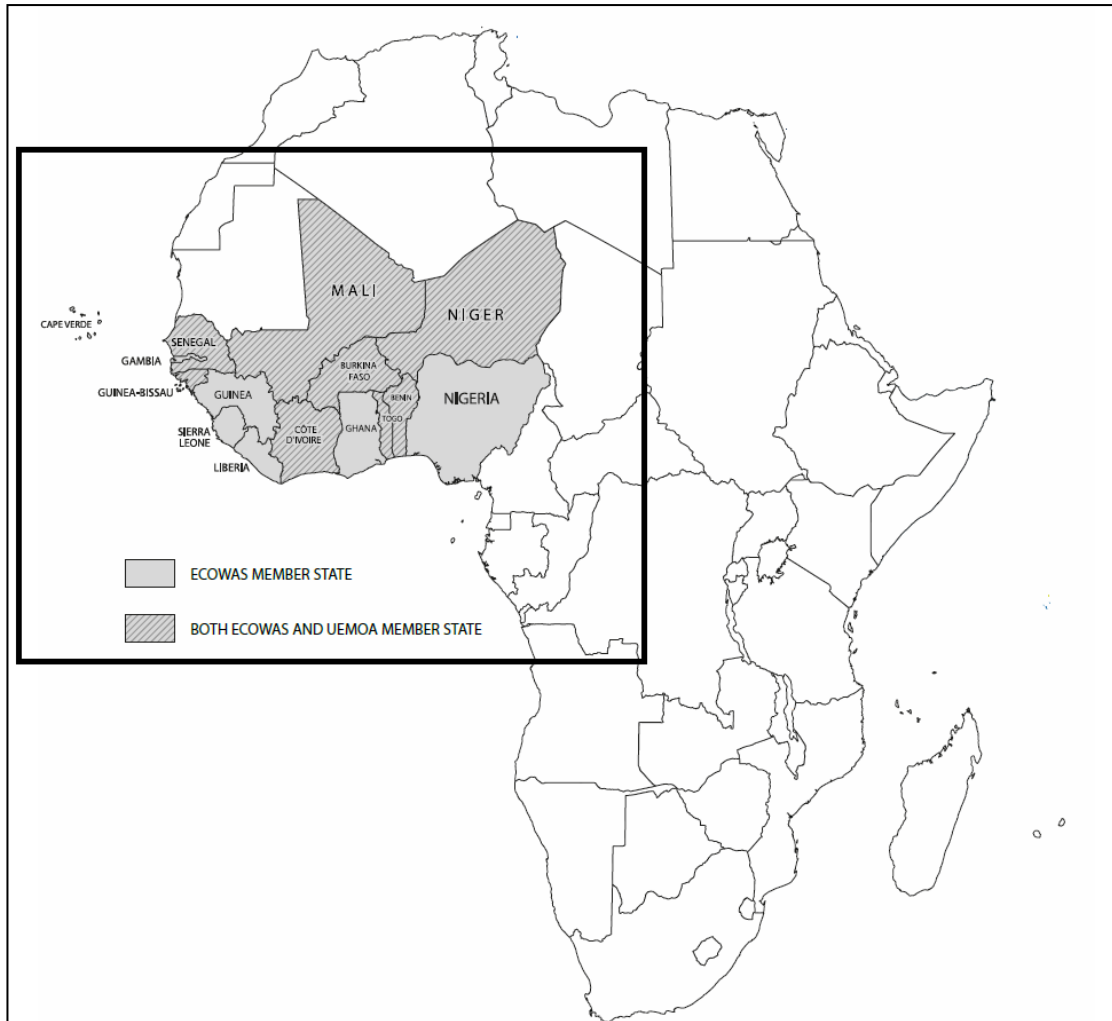 MALI
NIGER
CAPE VERDE
SENEGAL
GAMBIA
BURKINA
FASO
GUINEA-BISSAU
GUINEA
BENIN
NIGERIA
TOGO
GHANA
CÔTE
D'IVOIRE
SIERRA
LEONE
LIBERIA
ECOWAS MEMBER STATE
BOTH ECOWAS AND UEMOA MEMBER STATE